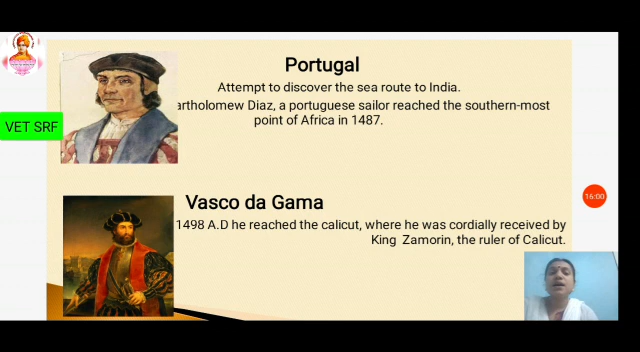 Portugal
Attempt to discover the sea route to India.
artholomew Diaz, a portuguese sailor reached the southern-most
point of Africa in 1487.
VET SRF
Vasco da Gama
1498 A.D he reached the calicut, where he was cordially received by
King Zamorin, the ruler of Calicut.
16:00